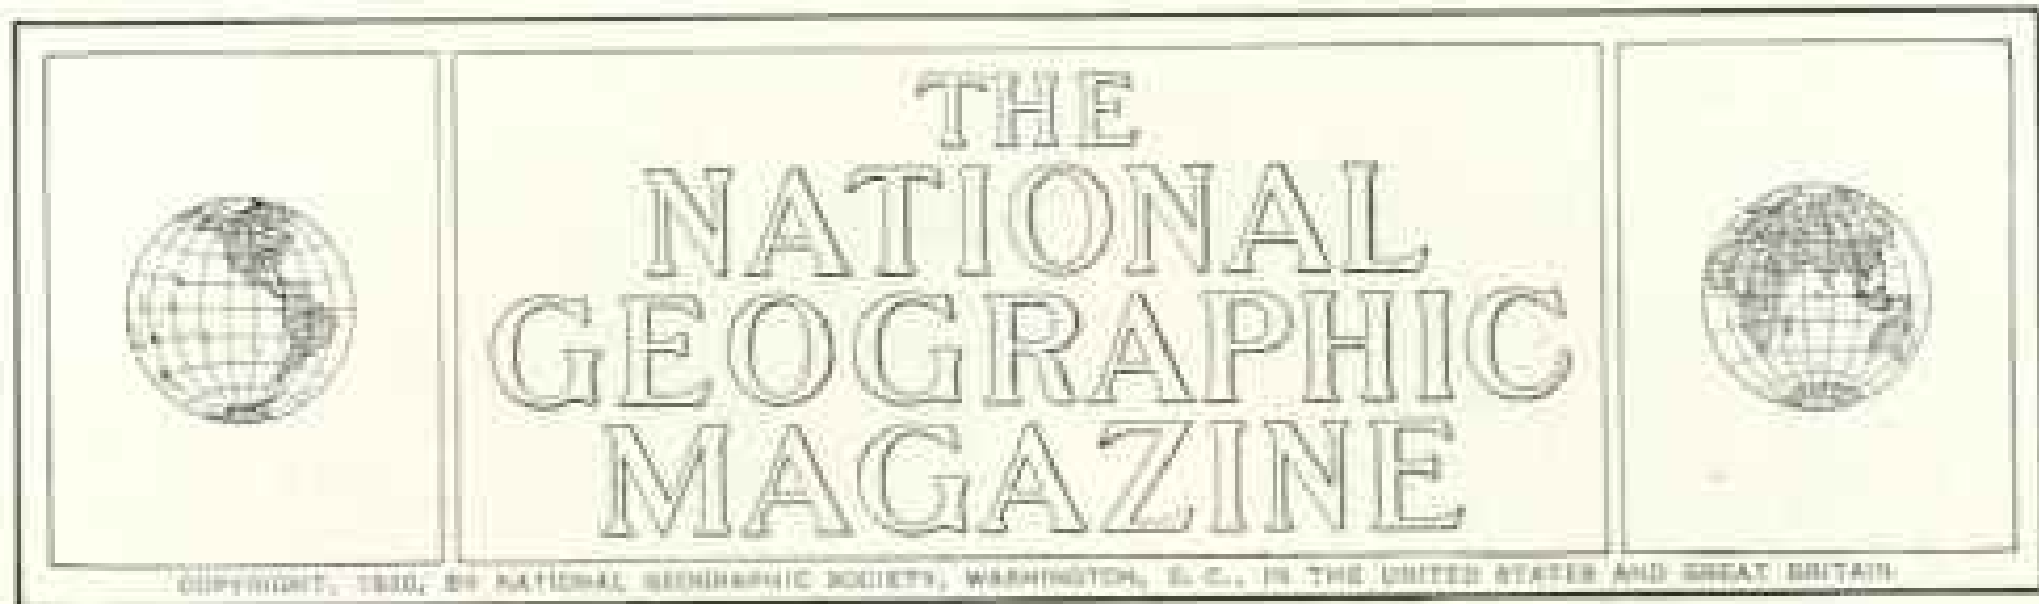 THE
NATIONAL
GEOGRAPHIC
MAGAZINE
COPYRIGHT, BY NATIONAL GEOGRAPHIC SOCIETY, WASHINGTON, D. C., IN THE UNITED STATES AND GREAT BRITAIN